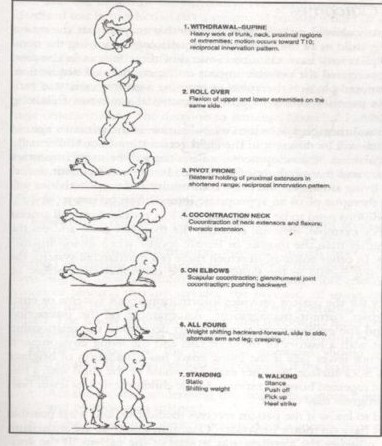 1. WITHDRAWAL-SUPINE
Heavy work of trunk, neck, proximal regions
of extremities; motion occurs toward T10;
reciprocal innervation pattern.
2. ROLL OVER
Flexion of upper and lower extremities on the
same side.
3. PIVOT PRONE
Bilateral holding of proximal extensors in
shortened range; reciprocal innervation pattern.
4. COCONTRACTION NECK
Cocontraction of neck extensors and flexors;
thoracic extension.
5. ON ELBOWS
Scapular cocontraction; glenohumeral joint
cocontraction; pushing backward.
6. ALL FOURS
Weight shifting backward-forward, side to side,
alternate arm and leg; creeping.
7. STANDING
Static
Shifting weight
8. WALKING
Stance
Push off
Pick up
Heel strike